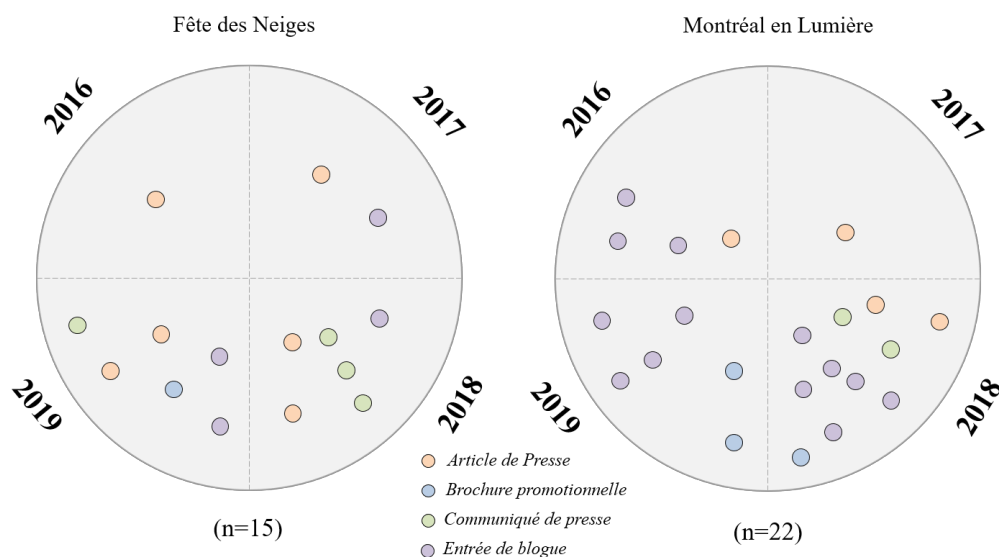 Fête des Neiges
Montréal en Lumière
2016
2017
2016
2017
2019
2018
2019
2018
Article de Presse
Brochure promotionnelle
Communiqué de presse
Entrée de blogue
(n=15)
(n=22)